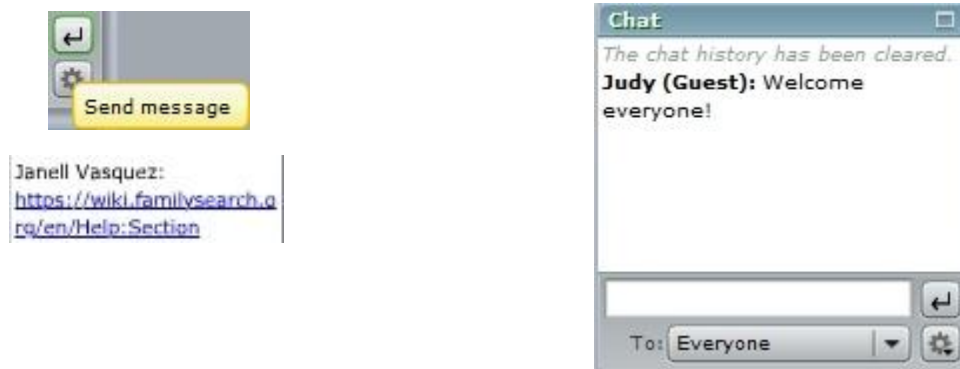 Send message
Janell Vasquez:
https://wiki.familysearch.o
rg/en/Help:Section
Chat
The chat history has been cleared.
Judy (Guest): Welcome
everyone!
To: Everyone